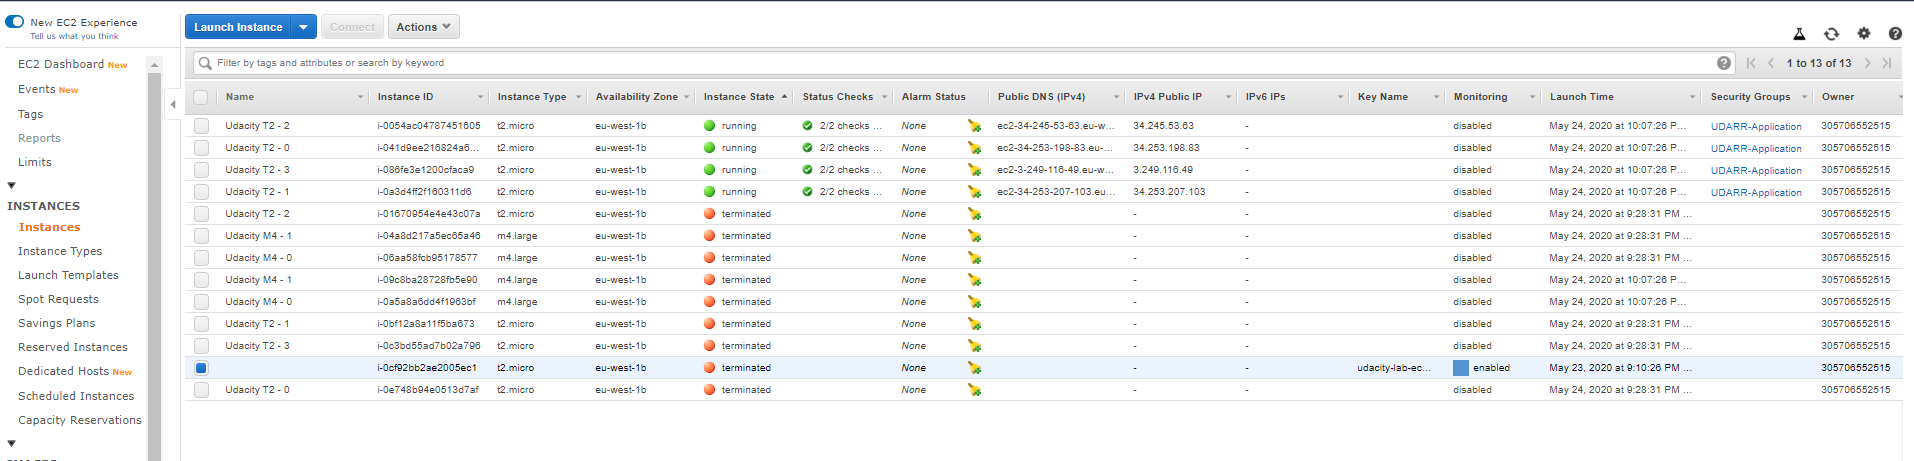 New EC2 Experience
Tell us what you think
Launch Instance Connect Actions
EC2 Dashboard New
Events New
Tags
Reports
Limits
INSTANCES
Instances
Instance Types
Launch Templates
Spot Requests
Savings Plans
Reserved Instances
Dedicated Hosts New
Scheduled Instances
Capacity Reservations
Filter by tags and attributes or search by keyword 1 to 13 of 13
Name Instance ID Instance Type Availability Zone Instance State Status Checks Alarm Status Public DNS (IPv4) IPv4 Public IP IPv6 IPs Key Name Monitoring Launch Time Security Groups Owner
Udacity T2 - 2 i-0054ac04787451605 t2.micro eu-west-1b running 2/2 checks ... None ec2-34-245-53-63.eu-w... 34.245.53.63 - disabled May 24, 2020 at 10:07:26 P... UDARR-Application 305706552515
Udacity T2 - 0 i-041d9ee216824a6... t2.micro eu-west-1b running 2/2 checks ... None ec2-34-253-198-83.eu-... 34.253.198.83 - disabled May 24, 2020 at 10:07:26 P... UDARR-Application 305706552515
Udacity T2 - 3 i-086fe3e1200cfaca9 t2.micro eu-west-1b running 2/2 checks ... None ec2-3-249-116-49.eu-w... 3.249.116.49 - disabled May 24, 2020 at 10:07:26 P... UDARR-Application 305706552515
Udacity T2 - 1 i-0a3d4ff2f160311d6 t2.micro eu-west-1b running 2/2 checks ... None ec2-34-253-207-103.eu... 34.253.207.103 - disabled May 24, 2020 at 10:07:26 P... UDARR-Application 305706552515
Udacity T2 - 2 i-01670954e4e43c07a t2.micro eu-west-1b terminated None - - disabled May 24, 2020 at 9:28:31 PM ... 305706552515
Udacity M4 - 1 i-04a8d217a5ec65a46 m4.large eu-west-1b terminated None - - disabled May 24, 2020 at 9:28:31 PM ... 305706552515
Udacity M4 - 0 i-06aa58fcb95178577 m4.large eu-west-1b terminated None - - disabled May 24, 2020 at 9:28:31 PM ... 305706552515
Udacity M4 - 1 i-09c8ba28728fb5e90 m4.large eu-west-1b terminated None - - disabled May 24, 2020 at 10:07:26 P... 305706552515
Udacity M4 - 0 i-0a5a8a6dd4f1963bf m4.large eu-west-1b terminated None - - disabled May 24, 2020 at 10:07:26 P... 305706552515
Udacity T2 - 1 i-0bf12a8a11f5ba673 t2.micro eu-west-1b terminated None - - disabled May 24, 2020 at 9:28:31 PM ... 305706552515
Udacity T2 - 3 i-0c3bd55ad7b02a796 t2.micro eu-west-1b terminated None - - disabled May 24, 2020 at 9:28:31 PM ... 305706552515
i-0cf92bb2ae2005ec1 t2.micro eu-west-1b terminated None - - udacity-lab-ec... enabled May 23, 2020 at 9:10:26 PM ... 305706552515
Udacity T2 - 0 i-0e748b94e0513d7af t2.micro eu-west-1b terminated None - - disabled May 24, 2020 at 9:28:31 PM ... 305706552515